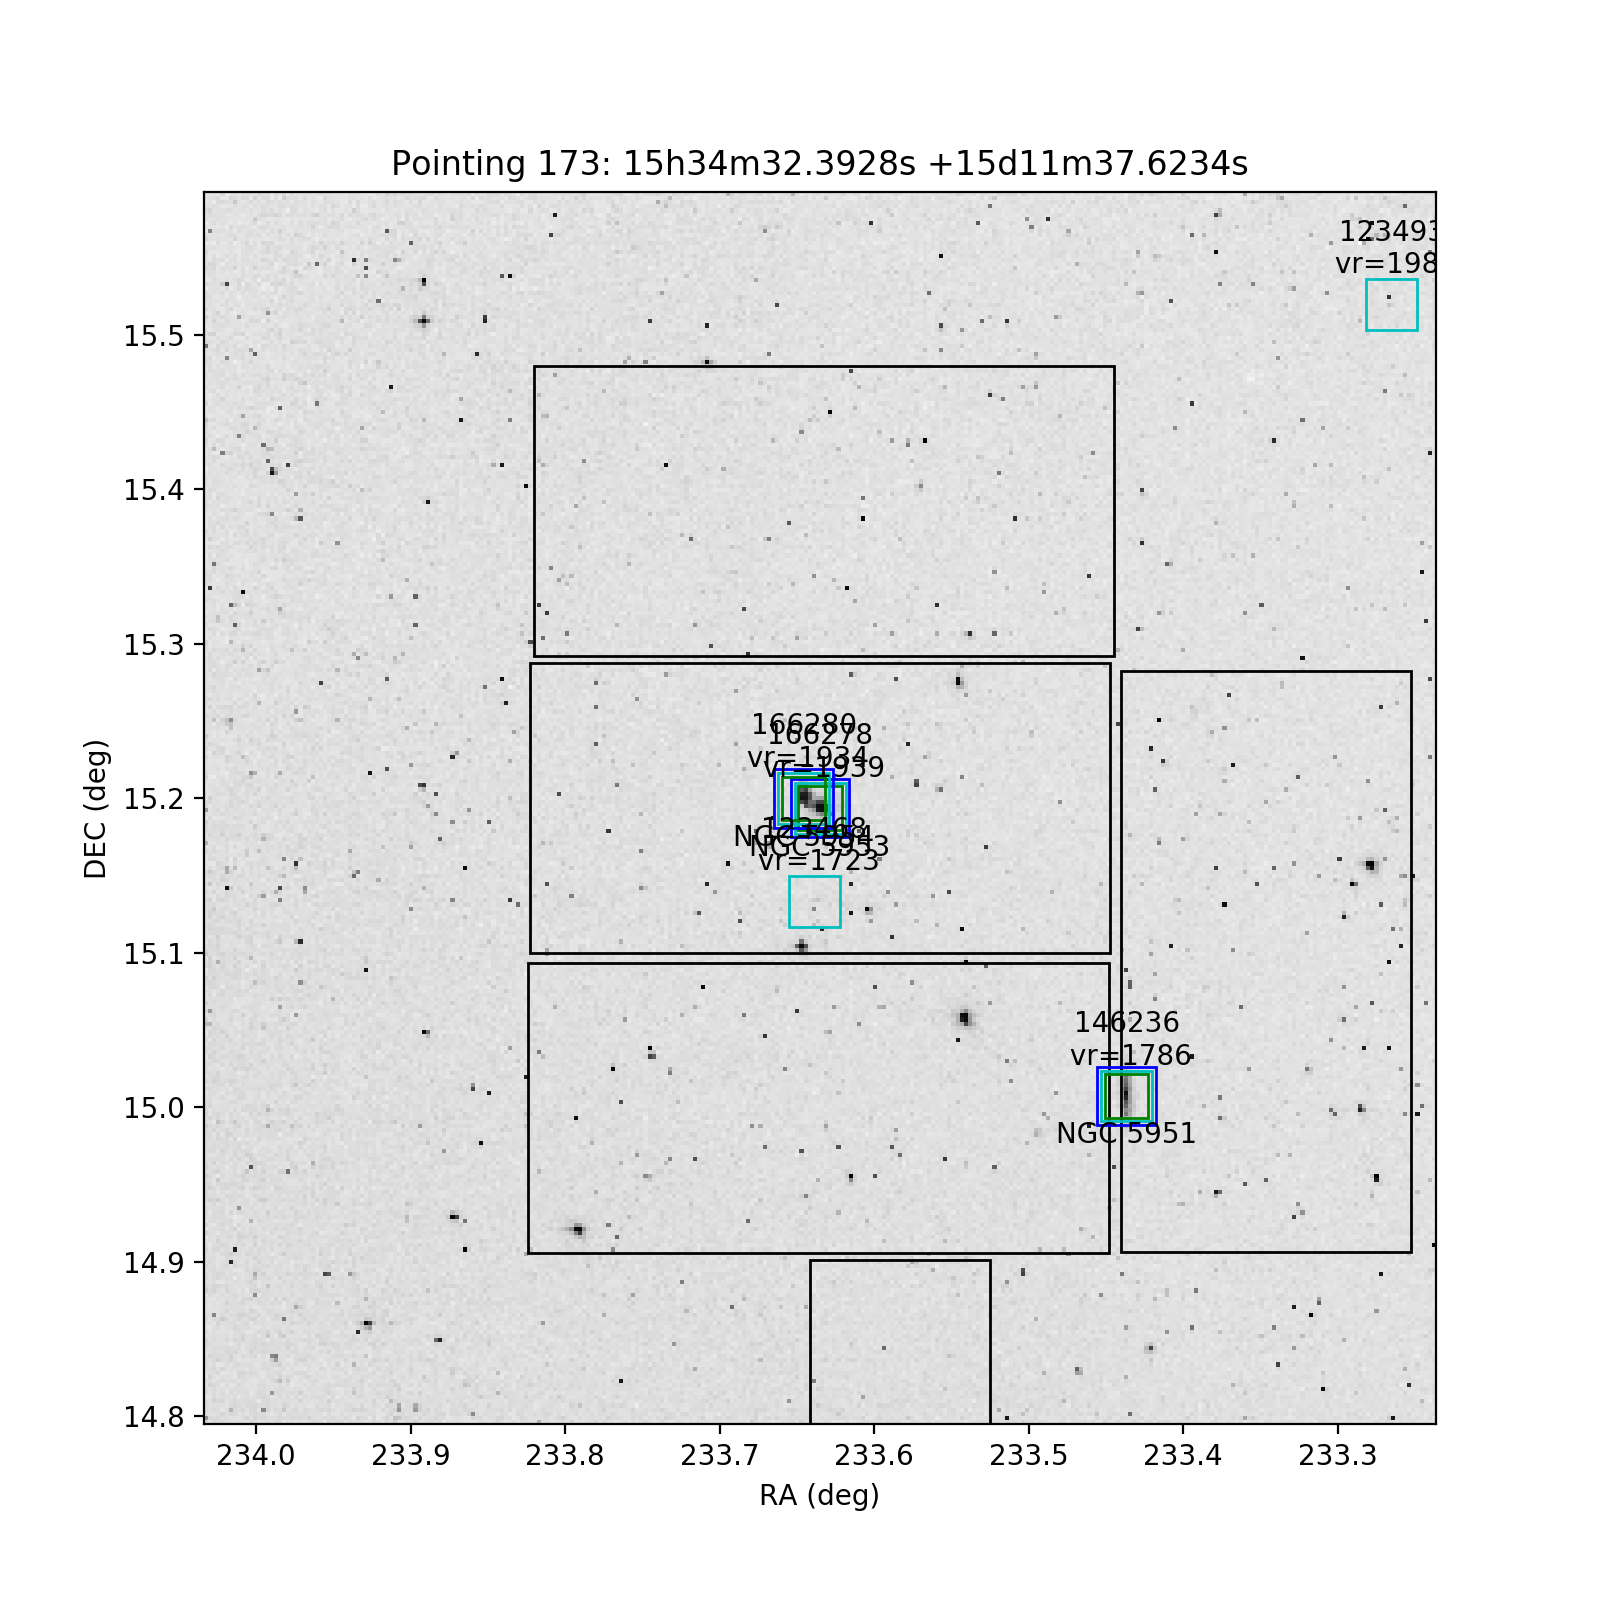 Pointing 173: 15h34m32.3928s +15d11m37.6234s
123493
vr=198
15.5
15.4
15.3
15.2
15.1
15.0
14.9
14.8
DEC (deg)
166280
166278
vr=1934
vr=1939
NGC 5953
vr=1723
146236
vr=1786
NGC 5951
234.0 233.9 233.8 233.7 233.6 233.5 233.4 233.3
RA (deg)